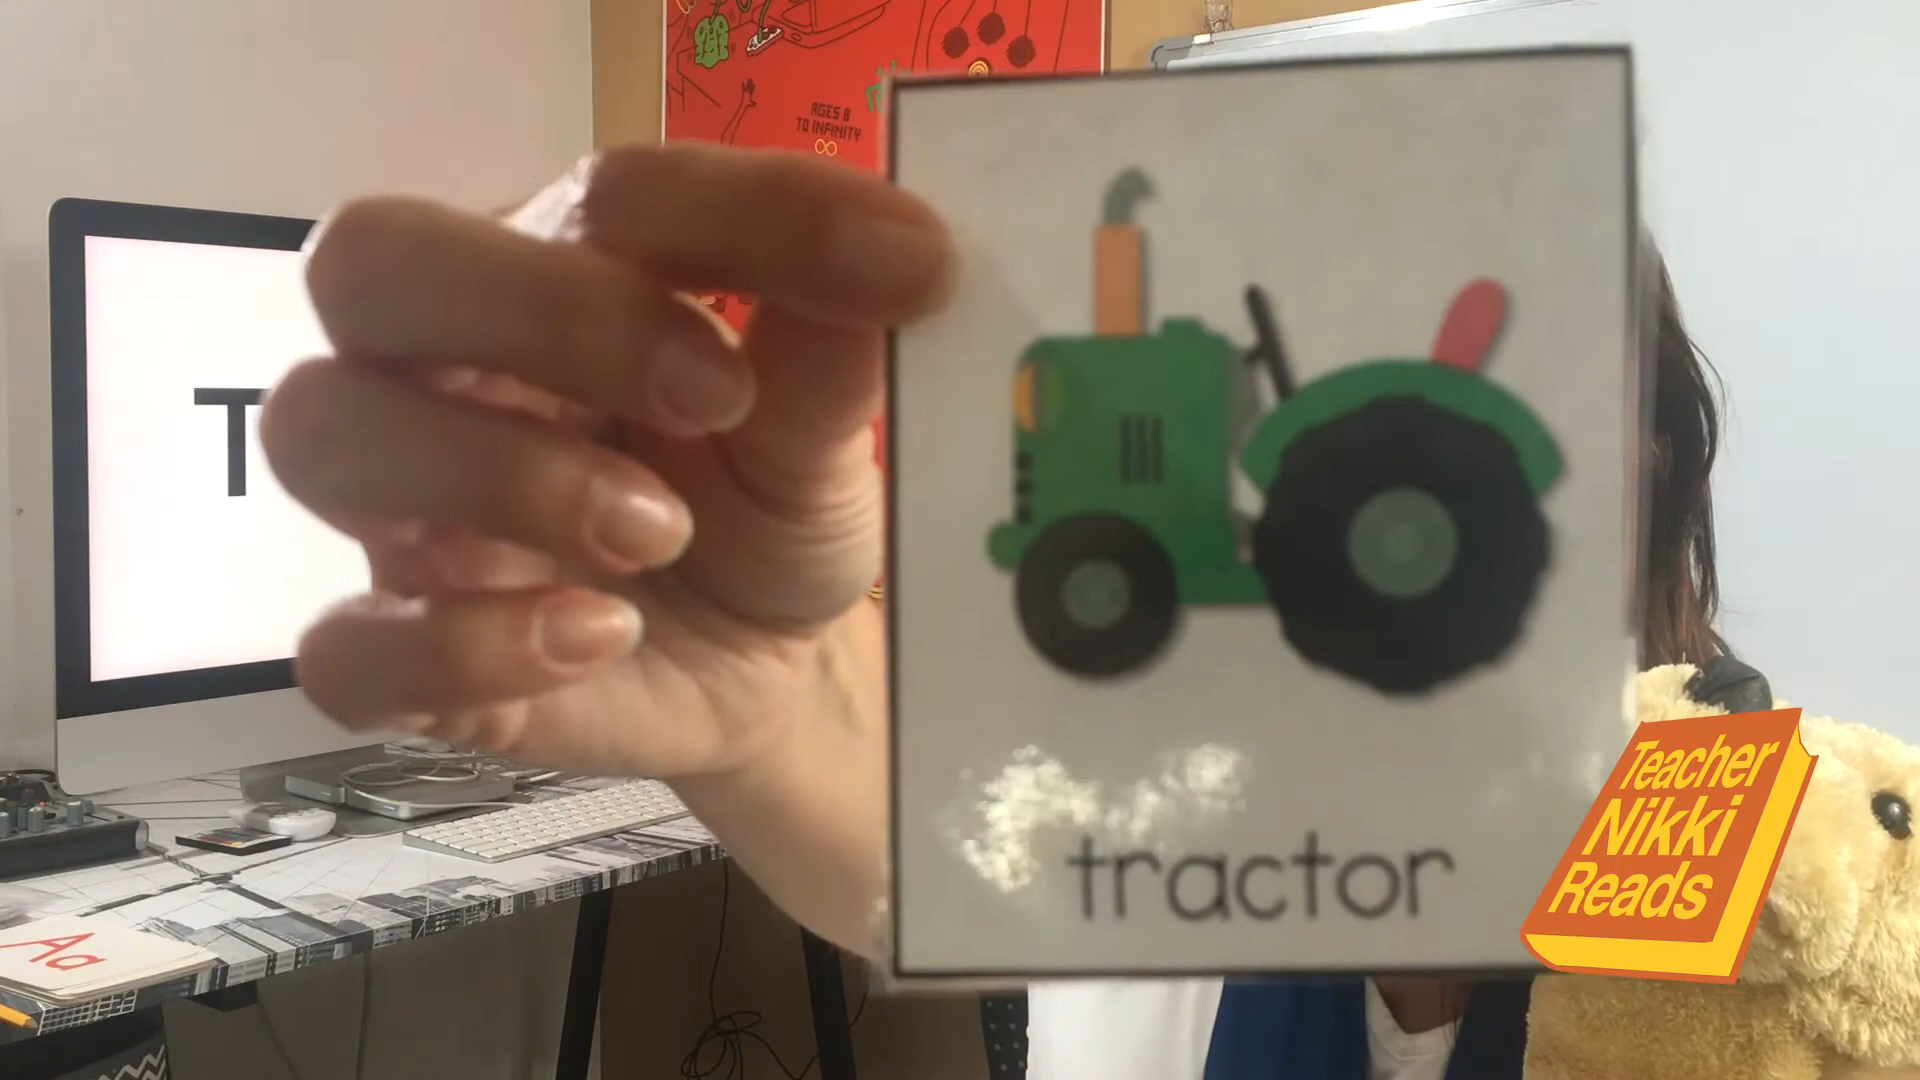 AGES 8
TO INFINITY
T
tractor
Teacher
Nikki
Reads
Aa